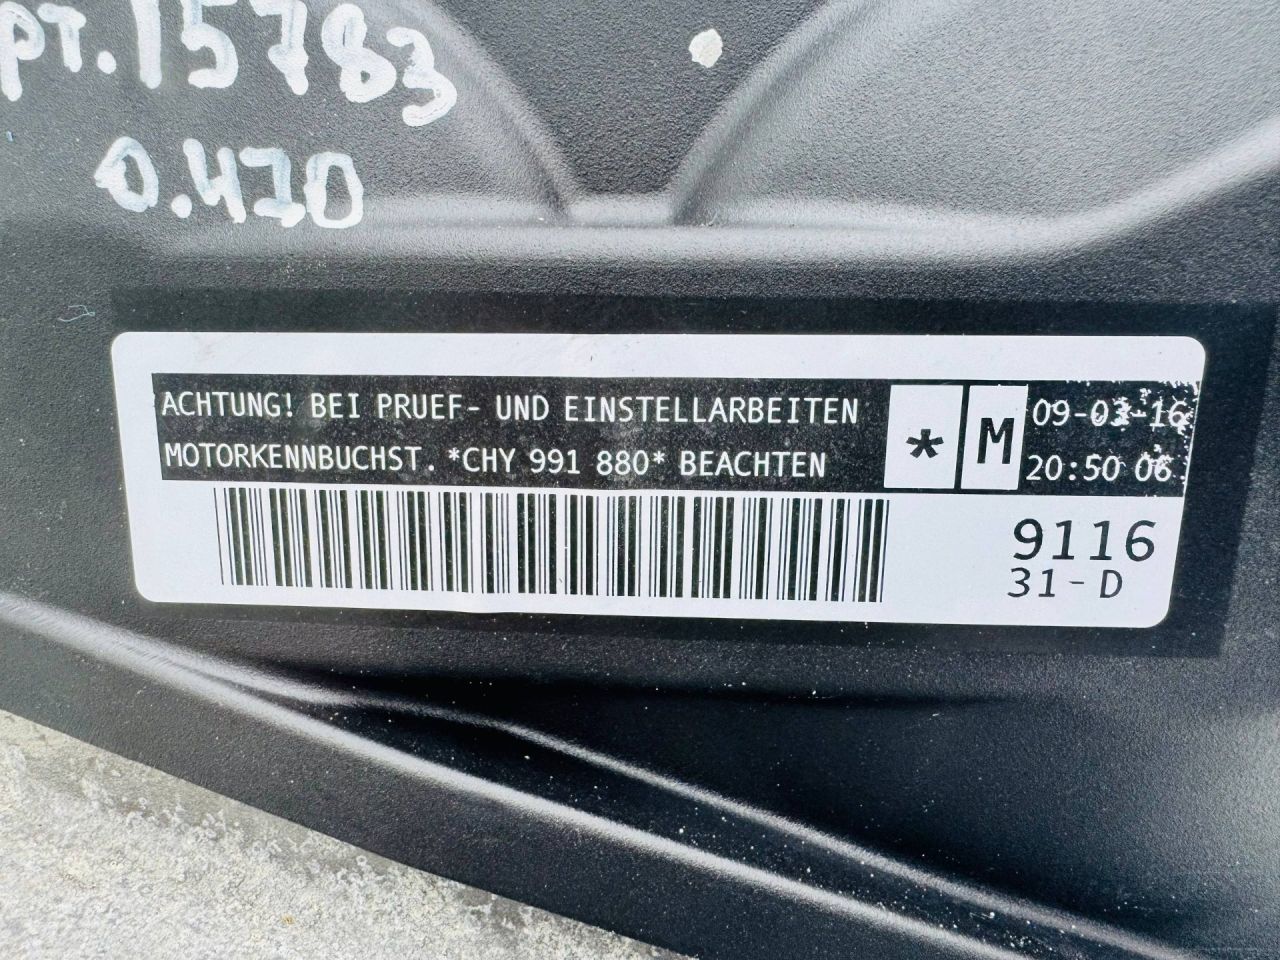 рт.15783
0.470
ACHTUNG! BEI PRUEF- UND EINSTELLARBEITEN
MOTORKENNBUCHST. *CHY 991 880* BEACHTEN
* M
09-03-16
20:50 06
9116
31-D